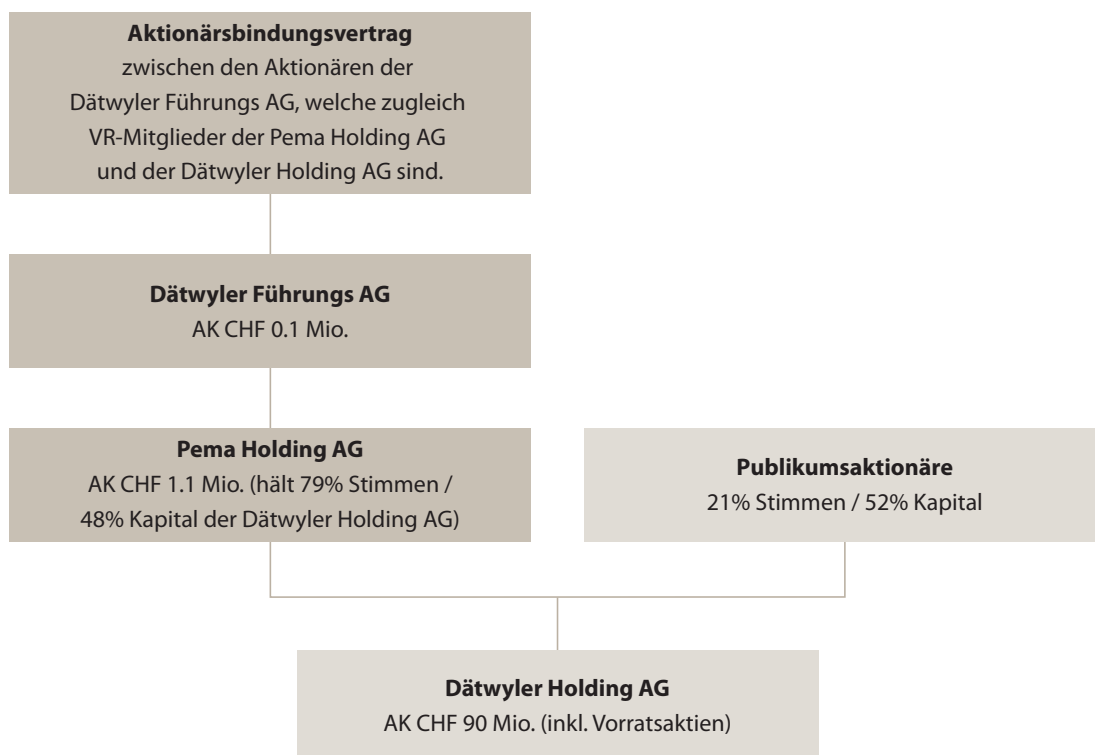 Aktionärsbindungsvertrag
zwischen den Aktionären der
Dätwyler Führungs AG, welche zugleich
VR-Mitglieder der Pema Holding AG
und der Dätwyler Holding AG sind.
Dätwyler Führungs AG
AK CHF 0.1 Mio.
Pema Holding AG
AK CHF 1.1 Mio. (hält 79% Stimmen /
48% Kapital der Dätwyler Holding AG)
Publikumsaktionäre
21% Stimmen / 52% Kapital
Dätwyler Holding AG
AK CHF 90 Mio. (inkl. Vorratsaktien)